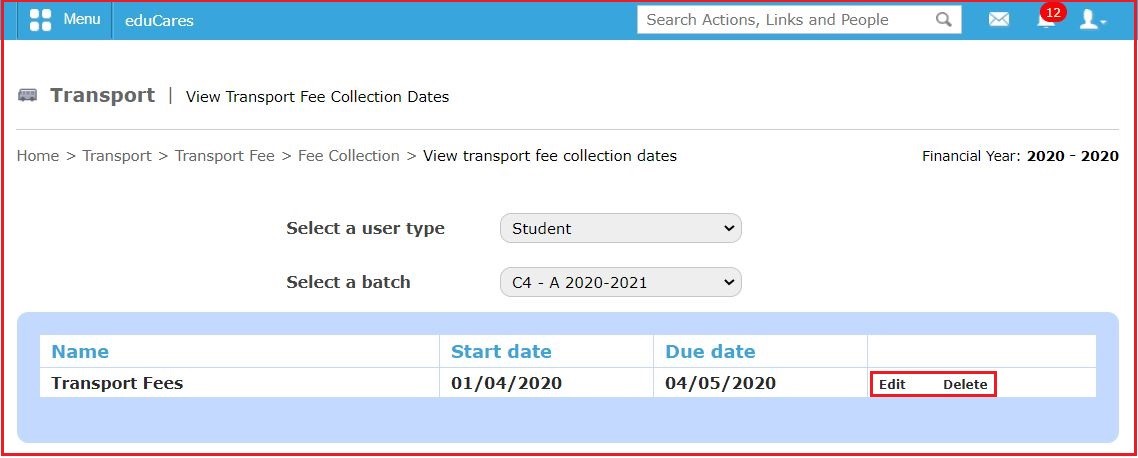 Menu eduCares Search Actions, Links and People 12
Transport | View Transport Fee Collection Dates
Home > Transport > Transport Fee > Fee Collection > View transport fee collection dates Financial Year: 2020 - 2020
Select a user type Student
Select a batch C4 - A 2020-2021
Name Start date Due date
Transport Fees 01/04/2020 04/05/2020 Edit Delete